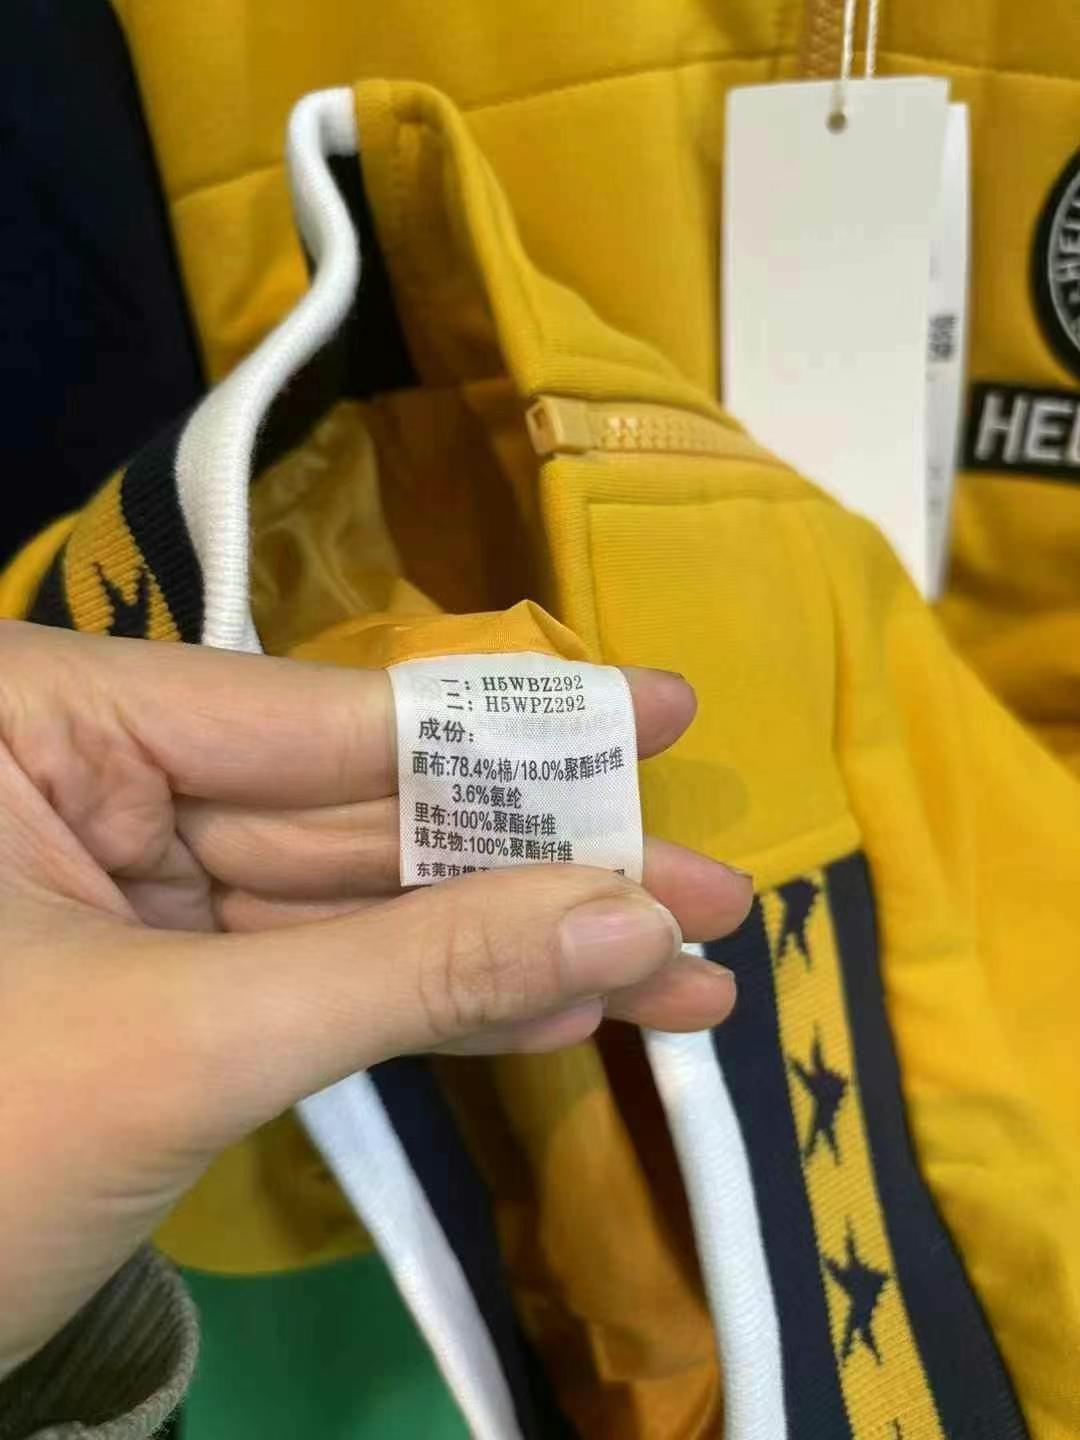 一：H5WBZ292
二：H5WPZ292
成份：
面布:78.4%棉/18.0%聚酯纤维
3.6%氨纶
里布:100%聚酯纤维
填充物:100%聚酯纤维
东莞市
HE